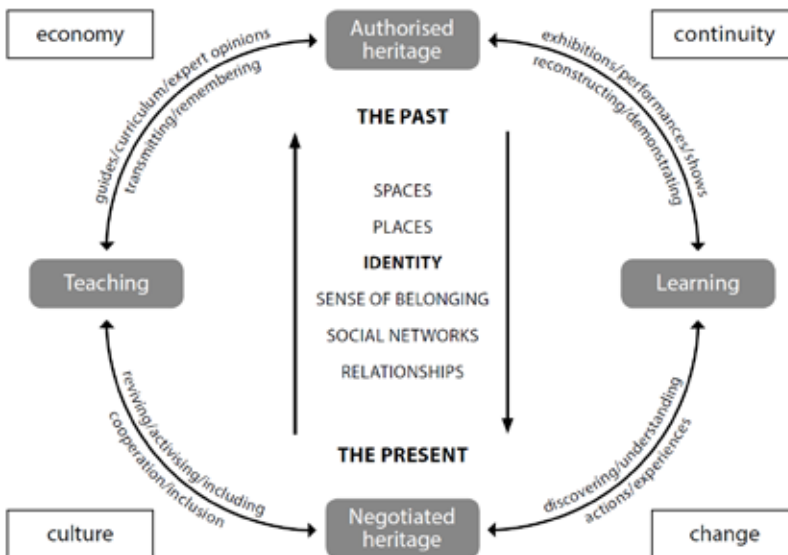 economy
Authorised
heritage
continuity
guides/curriculum/expert opinions
transmitting/remembering
exhibitions/performances/shows
reconstructing/demonstrating
THE PAST
SPACES
PLACES
IDENTITY
SENSE OF BELONGING
SOCIAL NETWORKS
RELATIONSHIPS
Teaching
Learning
reviving/activising/including
cooperation/inclusion
discovering/understanding
actions/experiences
THE PRESENT
culture
Negotiated
heritage
change